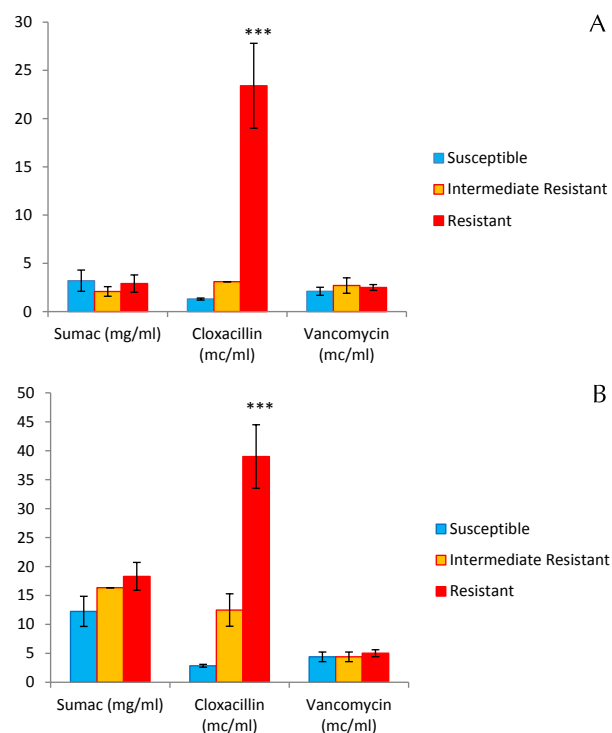 A
30
25
20
15
10
5
0
***
Susceptible
Intermediate Resistant
Resistant
Sumac (mg/ml)
Cloxacillin
(mc/ml)
Vancomycin
(mc/ml)
B
50
45
40
35
30
25
20
15
10
5
0
***
Susceptible
Intermediate Resistant
Resistant
Sumac (mg/ml)
Cloxacillin
(mc/ml)
Vancomycin
(mc/ml)